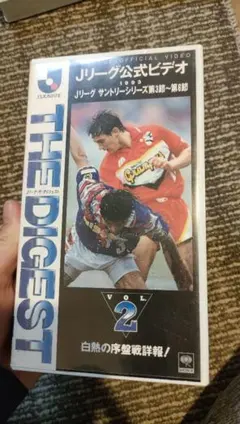 OFFICIAL VIDEO
Jリーグ公式ビデオ
1993
Jリーグ サントリーシリーズ第3節〜第6節
J.LEAGUE
THE DIGEST
VOL.
2
白熱の序盤戦詳報!